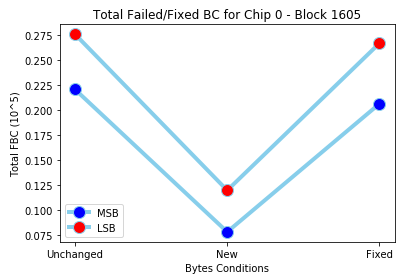 Total Failed/Fixed BC for Chip 0 - Block 1605
Total FBC (10^5)
0.275
0.250
0.225
0.200
0.175
0.150
0.125
0.100
0.075
MSB
LSB
Unchanged New Fixed
Bytes Conditions